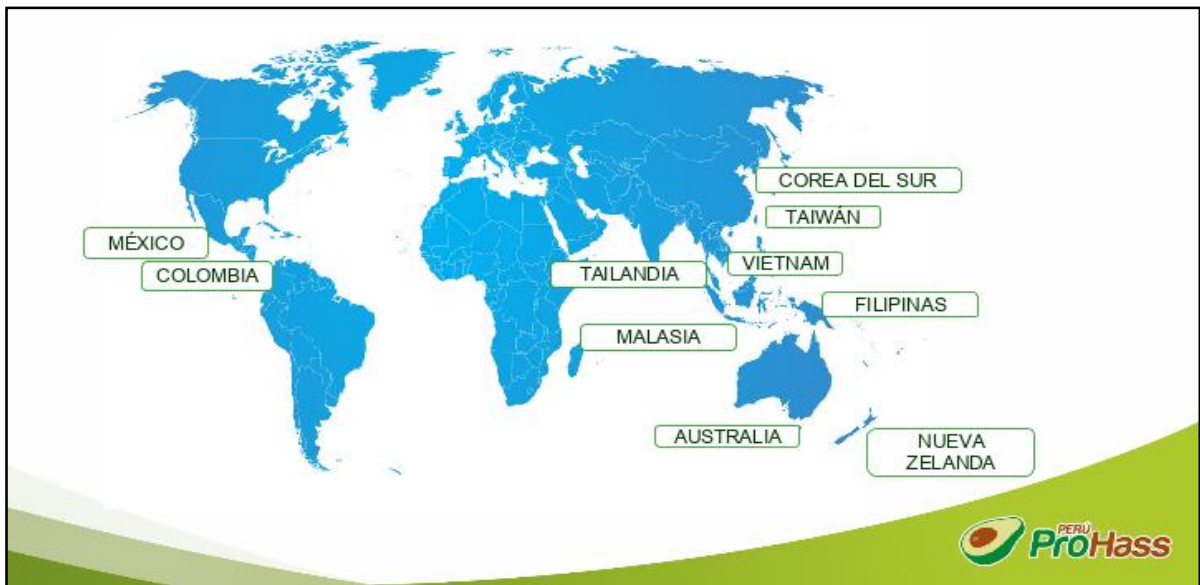 COREA DEL SUR
TAIWÁN
MÉXICO
COLOMBIA
TAILANDIA
VIETNAM
FILIPINAS
MALASIA
AUSTRALIA
NUEVA
ZELANDA
PERÚ
ProHass